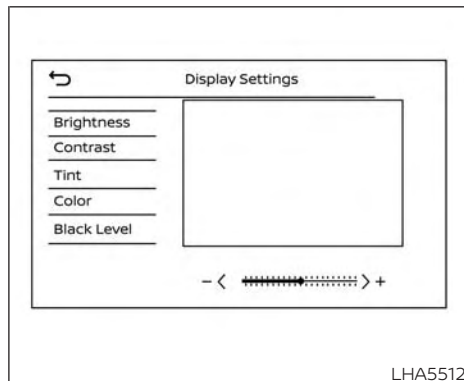 Display Settings
Brightness
Contrast
Tint
Color
Black Level
- < > +
LHA5512